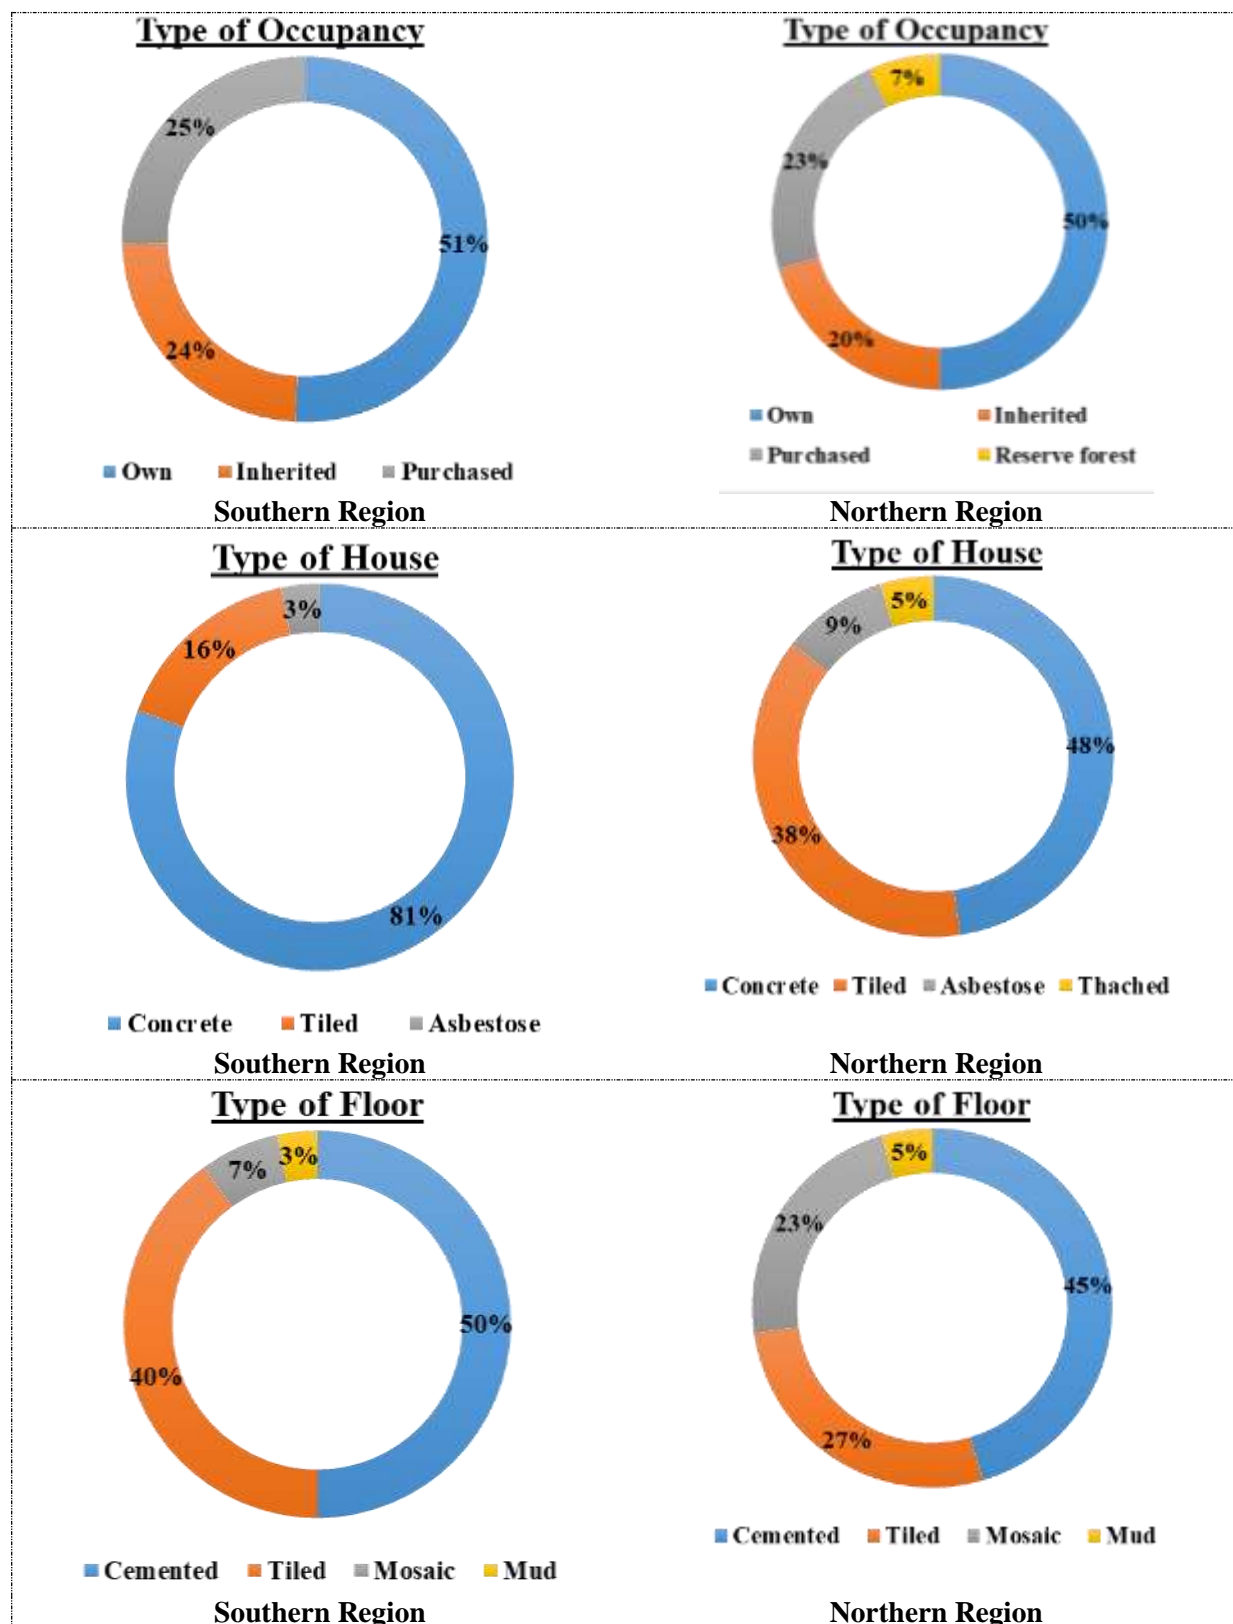 Type of Occupancy
25%
51%
24%
Own Inherited Purchased
Southern Region
Type of Occupancy
7%
23%
50%
20%
Own Inherited
Purchased Reserve forest
Northern Region
Type of House
3%
16%
81%
Concrete Tiled Asbestose
Southern Region
Type of House
5%
9%
48%
38%
Concrete Tiled Asbestose Thached
Northern Region
Type of Floor
3%
7%
50%
40%
Cemented Tiled Mosaic Mud
Southern Region
Type of Floor
5%
23%
45%
27%
Cemented Tiled Mosaic Mud
Northern Region